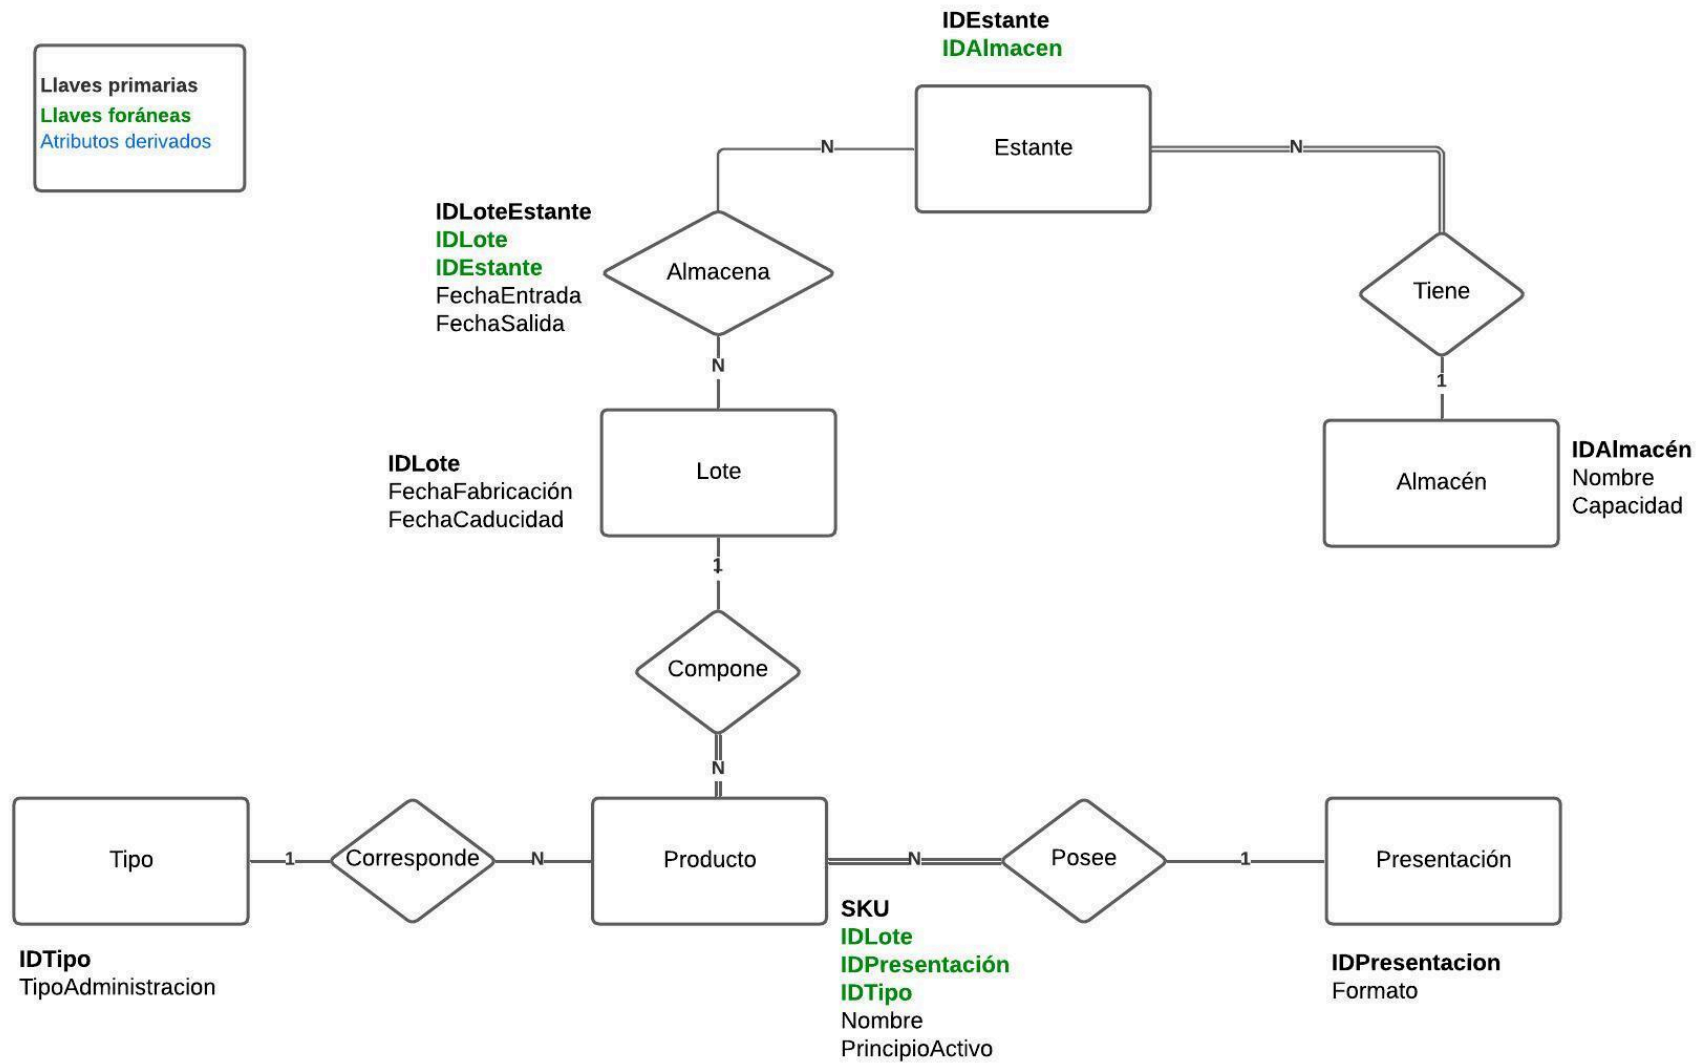 IDEstante
IDAlmacen
Llaves primarias
Llaves foráneas
Atributos derivados
N
Estante
N
IDLoteEstante
IDLote
IDEstante
FechaEntrada
FechaSalida
Almacena
Tiene
N
1
IDLote
FechaFabricación
FechaCaducidad
Lote
Almacén
IDAlmacén
Nombre
Capacidad
1
Compone
N
Tipo
1
Corresponde
N
Producto
N
Posee
1
Presentación
IDTipo
TipoAdministracion
SKU
IDLote
IDPresentación
IDTipo
Nombre
PrincipioActivo
IDPresentacion
Formato